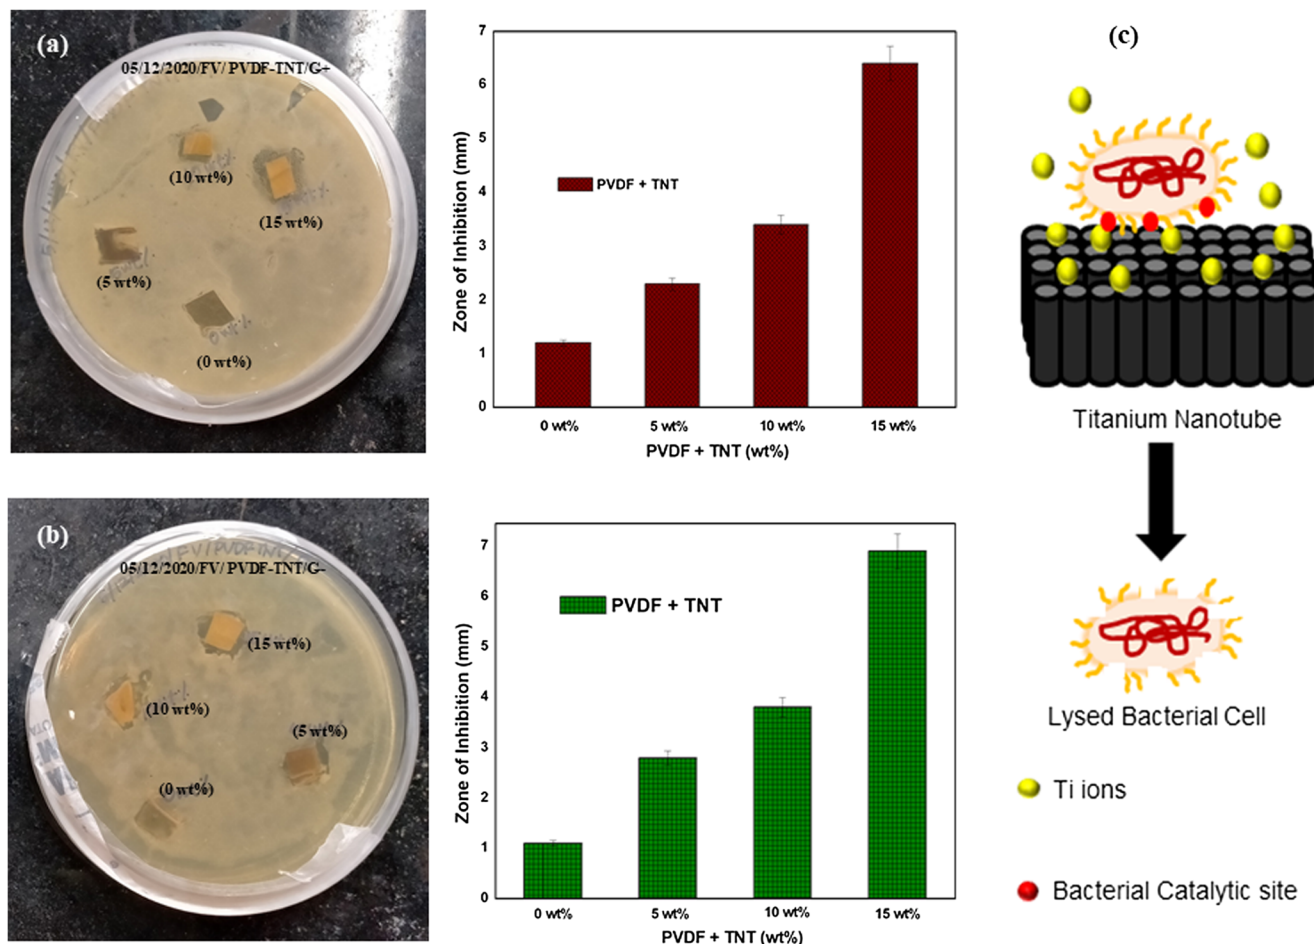 (a)
05/12/2020/FV/ PVDF-TNT/G+
(10 wt%)
(15 wt%)
(5 wt%)
(0 wt%)
Zone of Inhibition (mm)
7
6
5
4
3
2
1
0
PVDF + TNT
0 wt%
5 wt%
10 wt%
15 wt%
PVDF + TNT (wt%)
(b)
05/12/2020/FV/ PVDF-TNT/G-
(15 wt%)
(10 wt%)
(5 wt%)
(0 wt%)
Zone of Inhibition (mm)
7
6
5
4
3
2
1
0
PVDF + TNT
0 wt%
5 wt%
10 wt%
15 wt%
PVDF + TNT (wt%)
(c)
Titanium Nanotube
Lysed Bacterial Cell
Ti ions
Bacterial Catalytic site